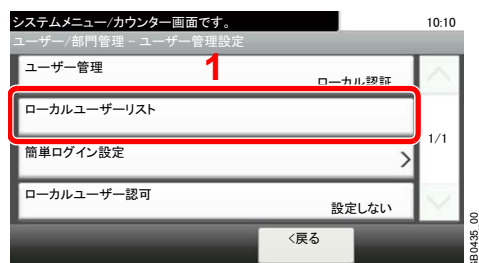 システムメニュー/カウンター画面です。
10:10
ユーザー/部門管理 - ユーザー管理設定
1
ユーザー管理
ローカル認証
ローカルユーザーリスト
1/1
簡単ログイン設定
ローカルユーザー認可
設定しない
<戻る